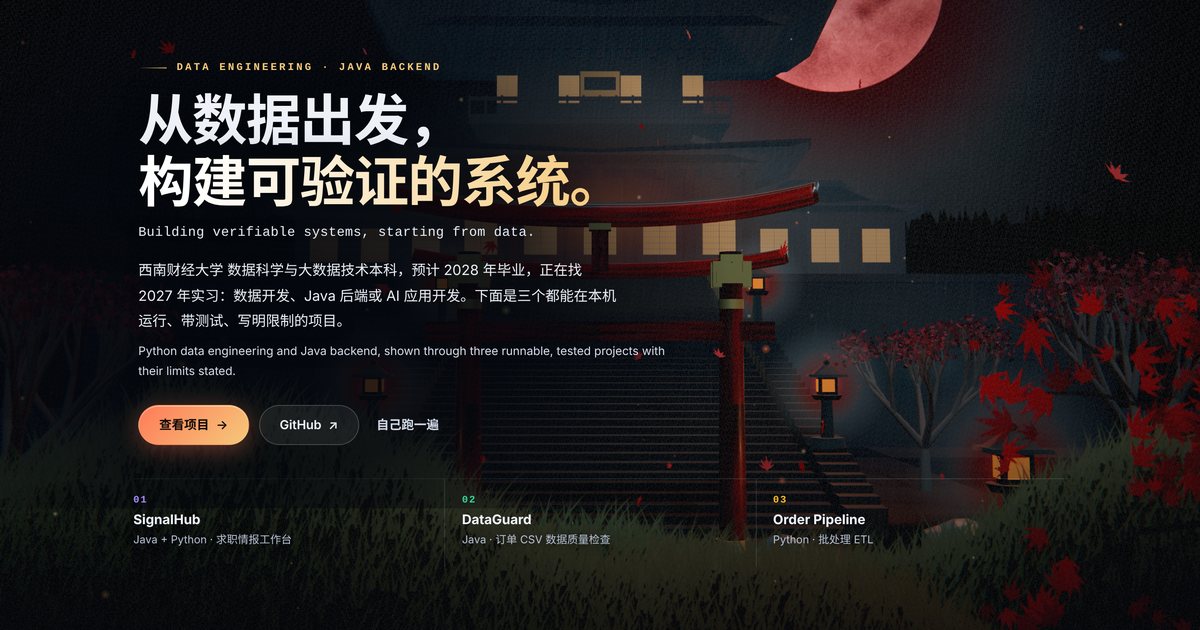 DATA ENGINEERING · JAVA BACKEND
从数据出发，
构建可验证的系统。
Building verifiable systems, starting from data.
西南财经大学 数据科学与大数据技术本科，预计 2028 年毕业，正在找
2027 年实习：数据开发、Java 后端或 AI 应用开发。下面是三个都能在本机
运行、带测试、写明限制的项目。
Python data engineering and Java backend, shown through three runnable, tested projects with
their limits stated.
查看项目 →
GitHub ↗
自己跑一遍
01
SignalHub
Java + Python · 求职情报工作台
02
DataGuard
Java · 订单 CSV 数据质量检查
03
Order Pipeline
Python · 批处理 ETL